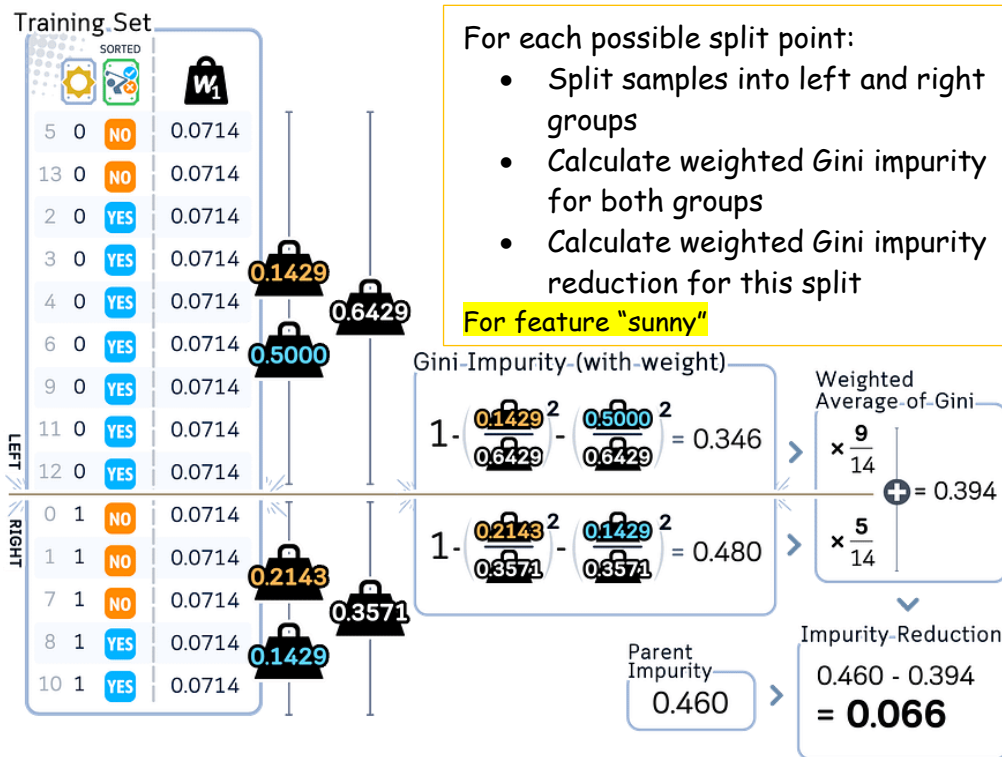 Training Set
SORTED
W1
5 0 NO 0.0714
13 0 NO 0.0714
2 0 YES 0.0714
3 0 YES 0.0714
4 0 YES 0.0714
6 0 YES 0.0714
9 0 YES 0.0714
11 0 YES 0.0714
12 0 YES 0.0714
LEFT
0.1429
0.5000
0.6429
RIGHT
0 1 NO 0.0714
1 1 NO 0.0714
7 1 NO 0.0714
8 1 YES 0.0714
10 1 YES 0.0714
0.2143
0.1429
0.3571
For each possible split point:
• Split samples into left and right
groups
• Calculate weighted Gini impurity
for both groups
• Calculate weighted Gini impurity
reduction for this split
For feature “sunny”
Gini Impurity (with weight)
1 - (0.1429 / 0.6429)² - (0.5000 / 0.6429)² = 0.346
1 - (0.2143 / 0.3571)² - (0.1429 / 0.3571)² = 0.480
Weighted
Average of Gini
× 9/14
+ = 0.394
× 5/14
Parent
Impurity
0.460
Impurity Reduction
0.460 - 0.394
= 0.066